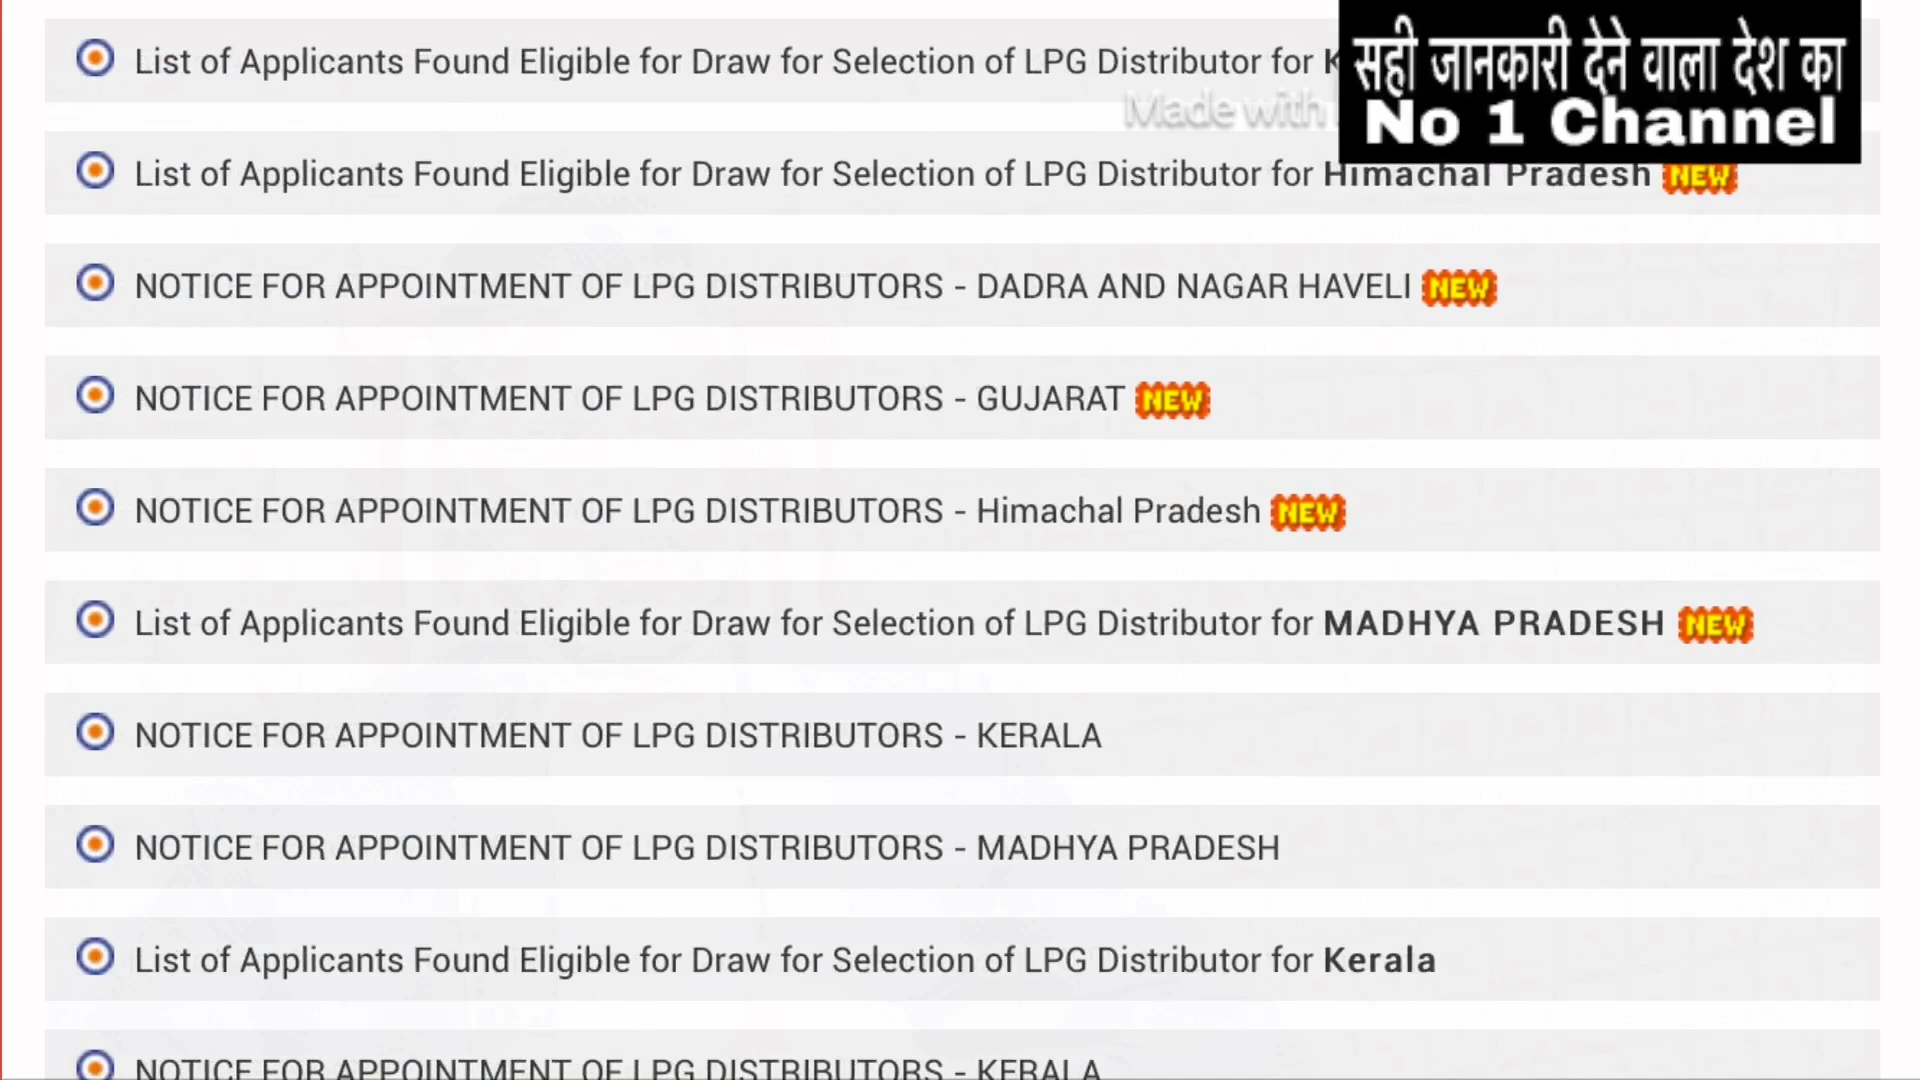 List of Applicants Found Eligible for Draw for Selection of LPG Distributor for
सही जानकारी देने वाला देश का
No 1 Channel
Made with
List of Applicants Found Eligible for Draw for Selection of LPG Distributor for Himachal Pradesh NEW
NOTICE FOR APPOINTMENT OF LPG DISTRIBUTORS - DADRA AND NAGAR HAVELI NEW
NOTICE FOR APPOINTMENT OF LPG DISTRIBUTORS - GUJARAT NEW
NOTICE FOR APPOINTMENT OF LPG DISTRIBUTORS - Himachal Pradesh NEW
List of Applicants Found Eligible for Draw for Selection of LPG Distributor for MADHYA PRADESH NEW
NOTICE FOR APPOINTMENT OF LPG DISTRIBUTORS - KERALA
NOTICE FOR APPOINTMENT OF LPG DISTRIBUTORS - MADHYA PRADESH
List of Applicants Found Eligible for Draw for Selection of LPG Distributor for Kerala
NOTICE FOR APPOINTMENT OF LPG DISTRIBUTORS - KERALA